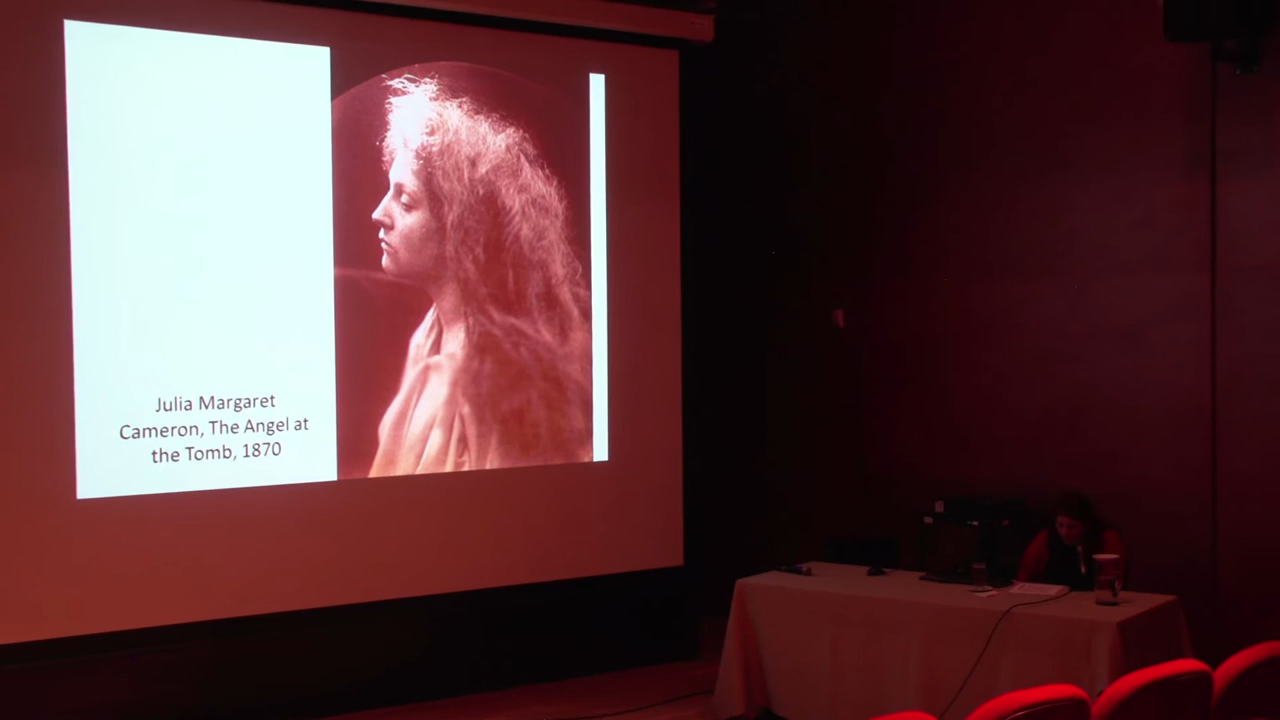 Julia Margaret
Cameron, The Angel at
the Tomb, 1870